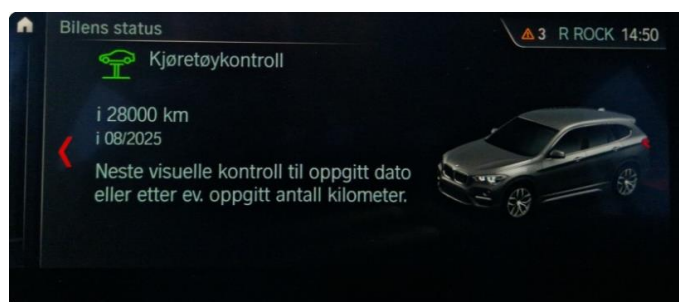 Bilens status
3 R ROCK 14:50
Kjøretøykontroll
i 28000 km
i 08/2025
Neste visuelle kontroll til oppgitt dato
eller etter ev. oppgitt antall kilometer.